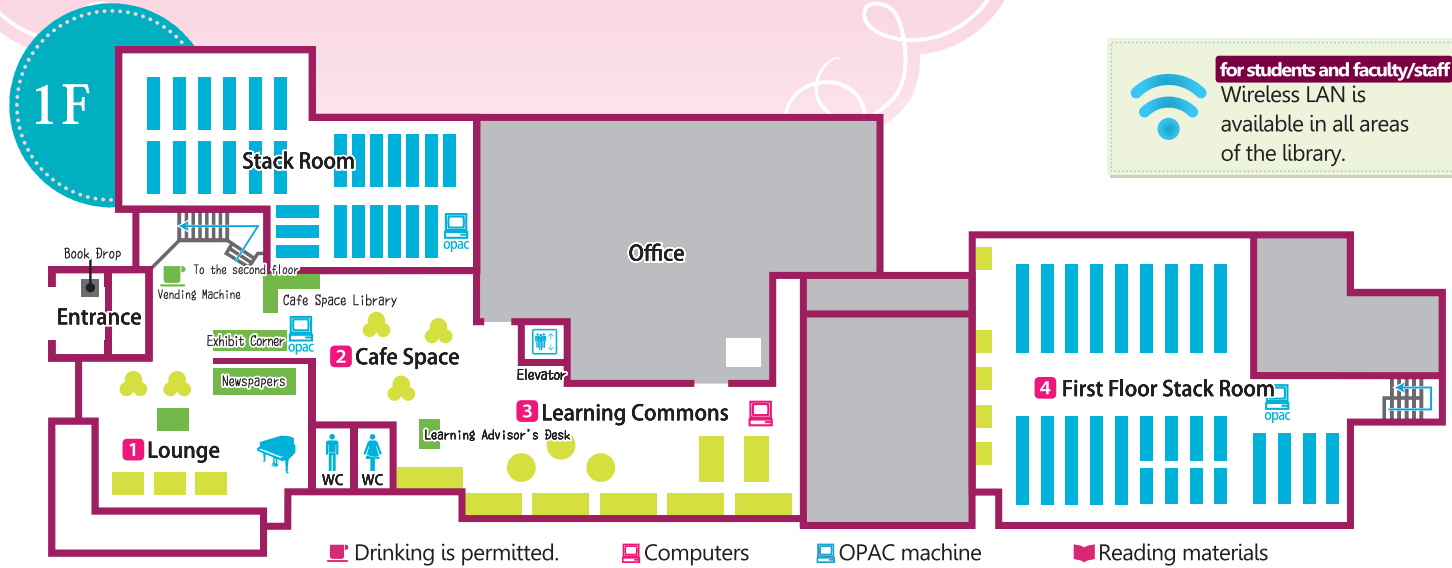 1F
for students and faculty/staff
Wireless LAN is
available in all areas
of the library.
Stack Room
opac
Office
Book Drop
To the second floor
Vending Machine
Entrance
Cafe Space Library
Exhibit Corner
opac
2 Cafe Space
Elevator
Newspapers
3 Learning Commons
4 First Floor Stack Room
opac
Learning Advisor's Desk
1 Lounge
WC
WC
Drinking is permitted.
Computers
OPAC machine
Reading materials